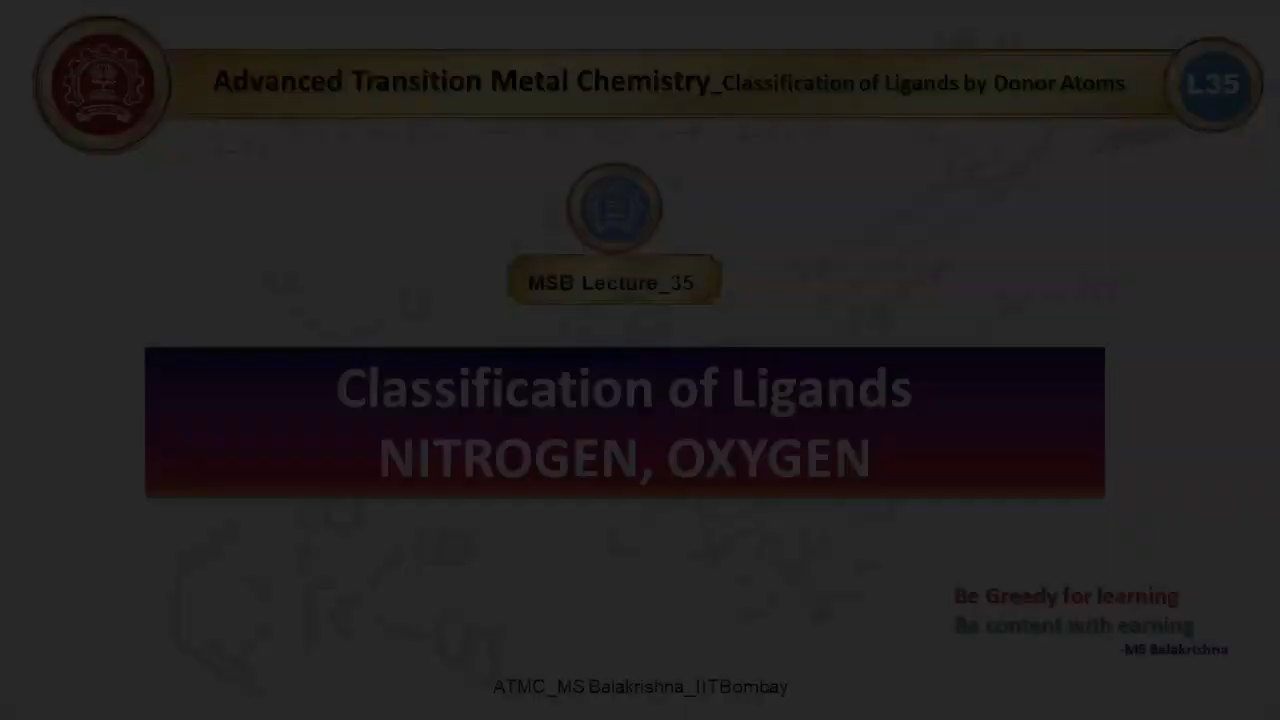 Advanced Transition Metal Chemistry_Classification of Ligands by Donor Atoms
L35
MSB Lecture_35
Classification of Ligands
NITROGEN, OXYGEN
Be Greedy for learning
Be content with earning
-MS Balakrishna
ATMC_MS Balakrishna_IITBombay